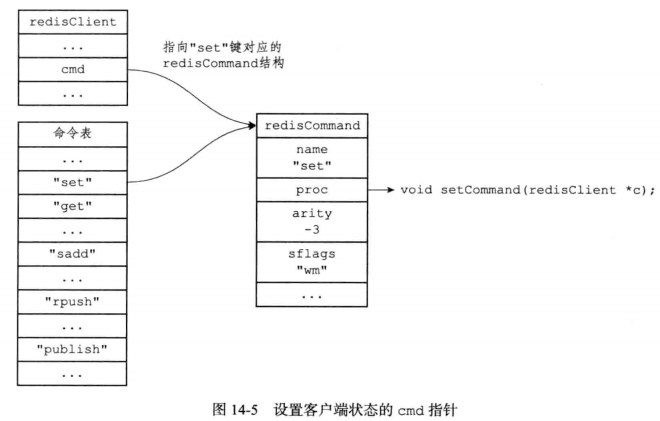 redisClient
...
cmd
...
指向"set"键对应的
redisCommand结构
命令表
...
"set"
"get"
...
"sadd"
...
"rpush"
...
"publish"
...
redisCommand
name
"set"
proc
void setCommand(redisClient *c);
arity
-3
sflags
"wm"
...
图 14-5 设置客户端状态的 cmd 指针